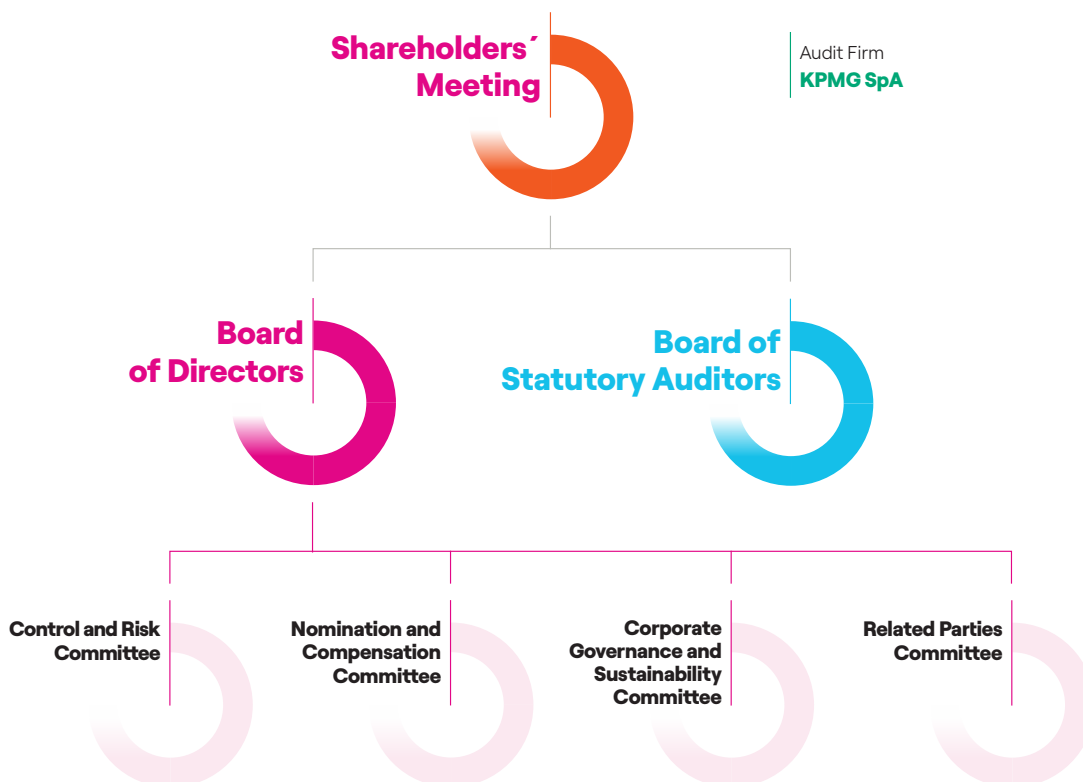 Shareholders´
Meeting
Audit Firm
KPMG SpA
Board
of Directors
Board of
Statutory Auditors
Control and Risk
Committee
Nomination and
Compensation
Committee
Corporate
Governance and
Sustainability
Committee
Related Parties
Committee